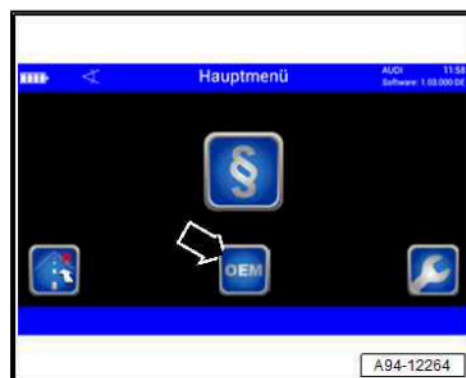 Hauptmenü
AUDI 11:58
Software: 1.03.000 DE
§
OEM
A94-12264